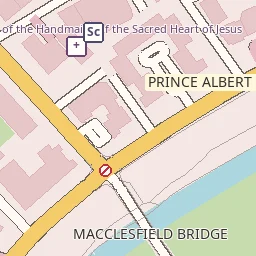 of the Handmaids of the Sacred Heart of Jesus
Sc
PRINCE ALBERT
MACCLESFIELD BRIDGE